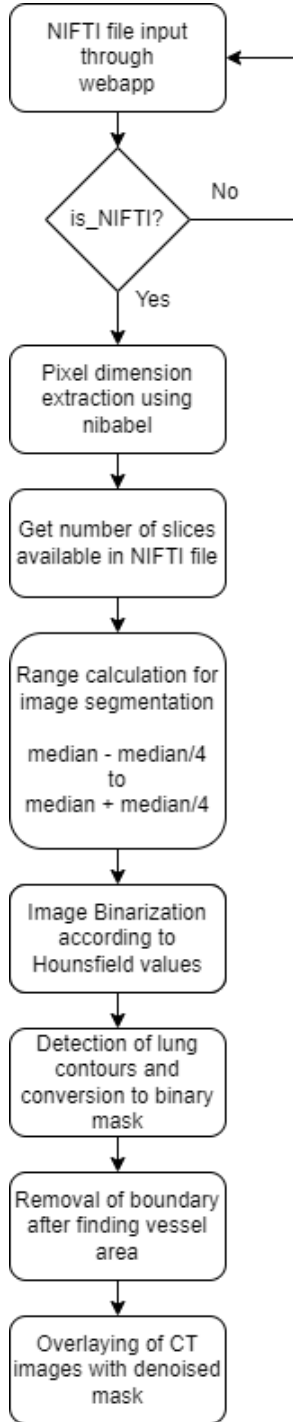 NIFTI file input
through
webapp
is_NIFTI?
No
Yes
Pixel dimension
extraction using
nibabel
Get number of slices
available in NIFTI file
Range calculation for
image segmentation
median - median/4
to
median + median/4
Image Binarization
according to
Hounsfield values
Detection of lung
contours and
conversion to binary
mask
Removal of boundary
after finding vessel
area
Overlaying of CT
images with denoised
mask